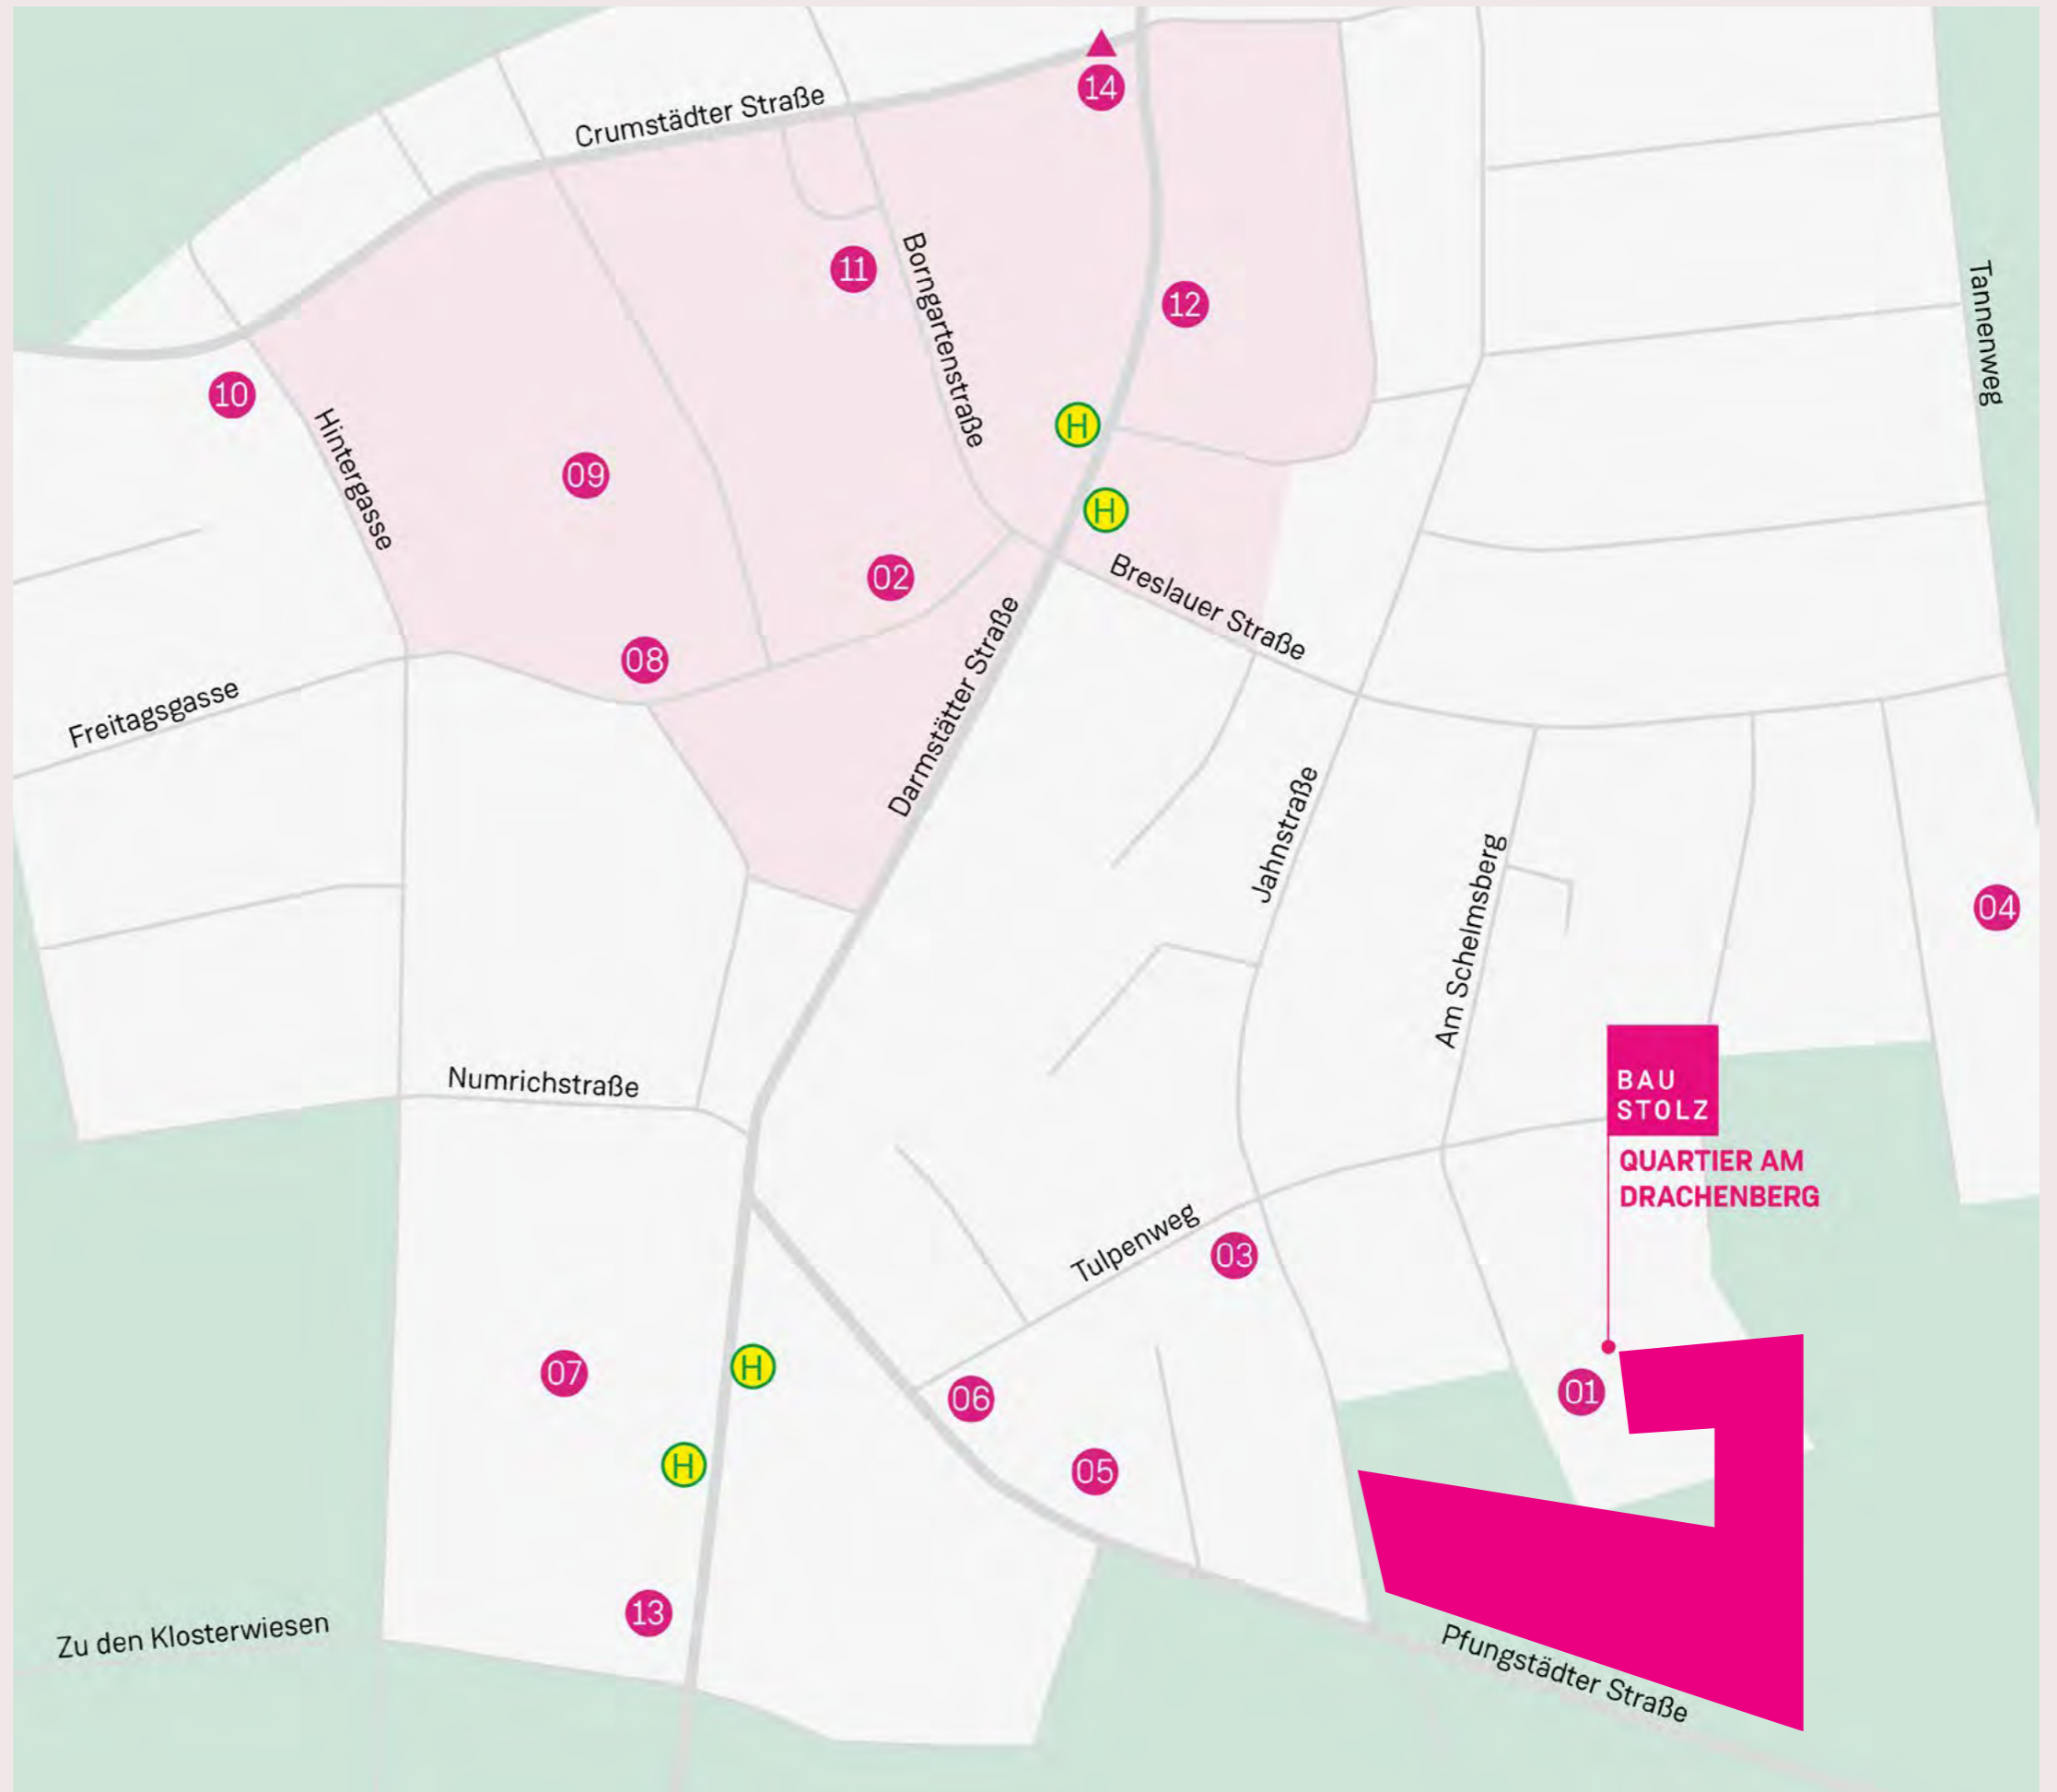 14
Crumstädter Straße
11
Borngartenstraße
12
Tannenweg
10
Hintergasse
H
09
H
02
Breslauer Straße
08
Freitagsgasse
Darmstätter Straße
Jahnstraße
Am Schelmsberg
04
Numrichstraße
BAU
STOLZ
QUARTIER AM
DRACHENBERG
Tulpenweg
03
07
H
06
01
H
05
13
Zu den Klosterwiesen
Pfungstädter Straße